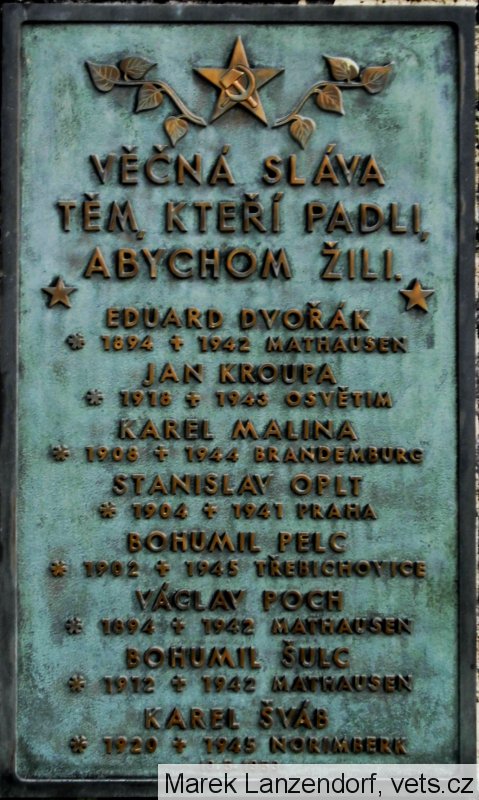 VĚČNÁ SLÁVA
TĚM, KTEŘÍ PADLI,
ABYCHOM ŽILI.
EDUARD DVOŘÁK
* 1894 + 1942 MATHAUSEN
JAN KROUPA
* 1918 + 1943 OSVĚTIM
KAREL MALINA
* 1908 + 1944 BRANDEMBURG
STANISLAV OPLT
* 1904 + 1941 PRAHA
BOHUMIL PELC
* 1902 + 1945 TŘEBICHOVICE
VÁCLAV POCH
* 1894 + 1942 MATHAUSEN
BOHUMIL ŠULC
* 1912 + 1942 MATHAUSEN
KAREL ŠVÁB
* 1920 + 1945 NORIMBERK
Marek Lanzendorf, vets.cz